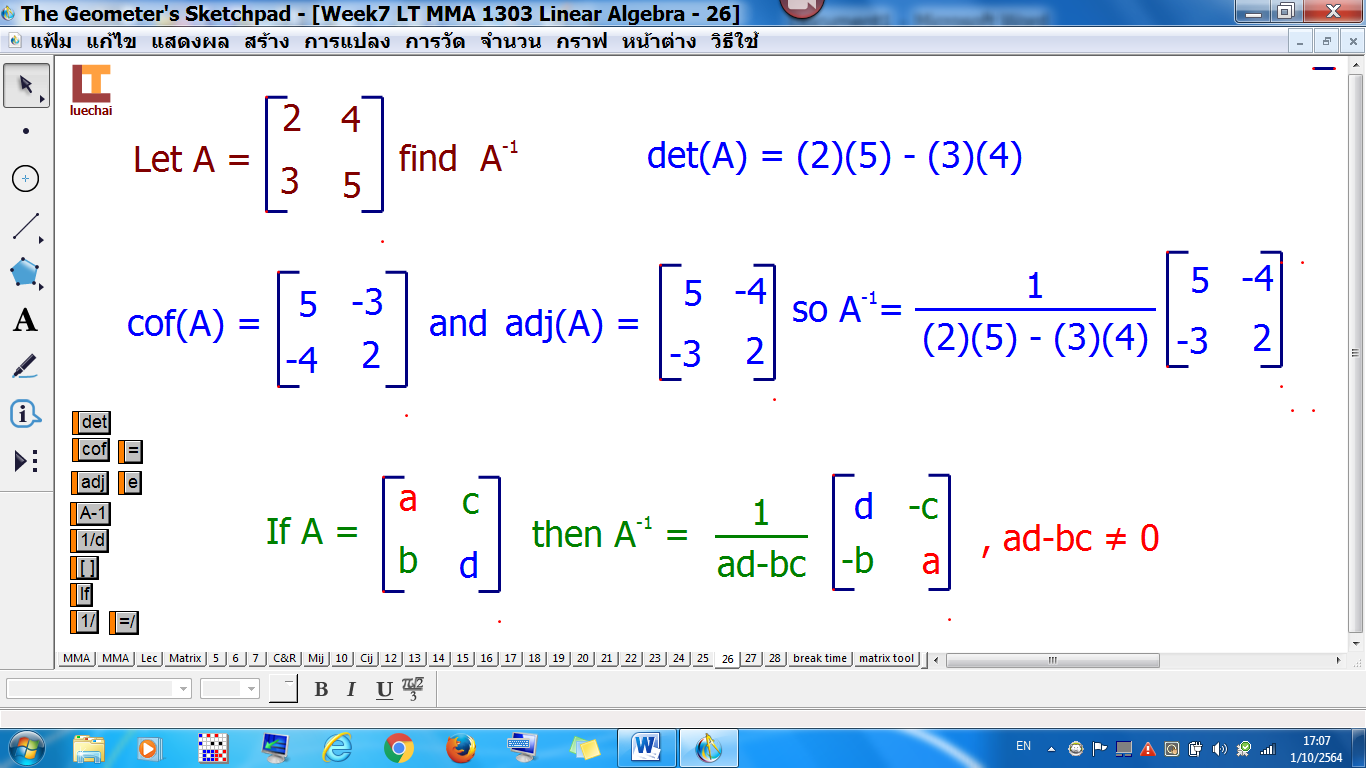 The Geometer's Sketchpad - [Week7 LT MMA 1303 Linear Algebra - 26]
แฟ้ม แก้ไข แสดงผล สร้าง การแปลง การวัด จำนวน กราฟ หน้าต่าง วิธีใช้
LT
luechai
Let A = [2 4
3 5] find A⁻¹
det(A) = (2)(5) - (3)(4)
cof(A) = [5 -3
-4 2] and adj(A) = [5 -4
-3 2] so A⁻¹= 1/((2)(5) - (3)(4)) [5 -4
-3 2]
det
cof =
adj e
A-1
1/d
[ ]
If
1/ =/
If A = [a c
b d] then A⁻¹ = 1/(ad-bc) [d -c
-b a] , ad-bc ≠ 0
MMA MMA Lec Matrix 5 6 7 C&R Mij 10 Cij 12 13 14 15 16 17 18 19 20 21 22 23 24 25 26 27 28 break time matrix tool
B I U
EN 17:07
1/10/2564